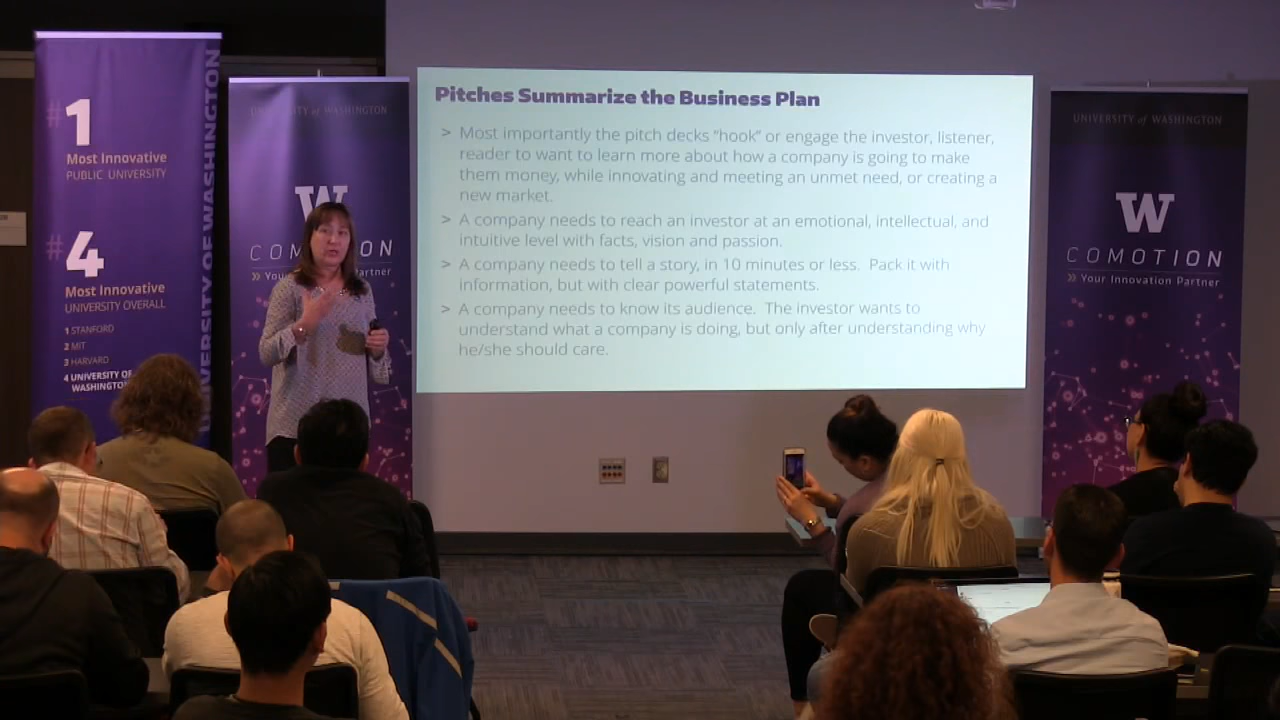 #1
Most Innovative
PUBLIC UNIVERSITY
#4
Most Innovative
UNIVERSITY OVERALL
1 STANFORD
2 MIT
3 HARVARD
4 UNIVERSITY OF
WASHINGTON
UNIVERSITY OF WASHINGTON
UNIVERSITY of WASHINGTON
W
COMOTION
» Your Partner
Pitches Summarize the Business Plan
> Most importantly the pitch decks “hook” or engage the investor, listener,
reader to want to learn more about how a company is going to make
them money, while innovating and meeting an unmet need, or creating a
new market.
> A company needs to reach an investor at an emotional, intellectual, and
intuitive level with facts, vision and passion.
> A company needs to tell a story, in 10 minutes or less.  Pack it with
information, but with clear powerful statements.
> A company needs to know its audience.  The investor wants to
understand what a company is doing, but only after understanding why
he/she should care.
UNIVERSITY of WASHINGTON
W
COMOTION
» Your Innovation Partner